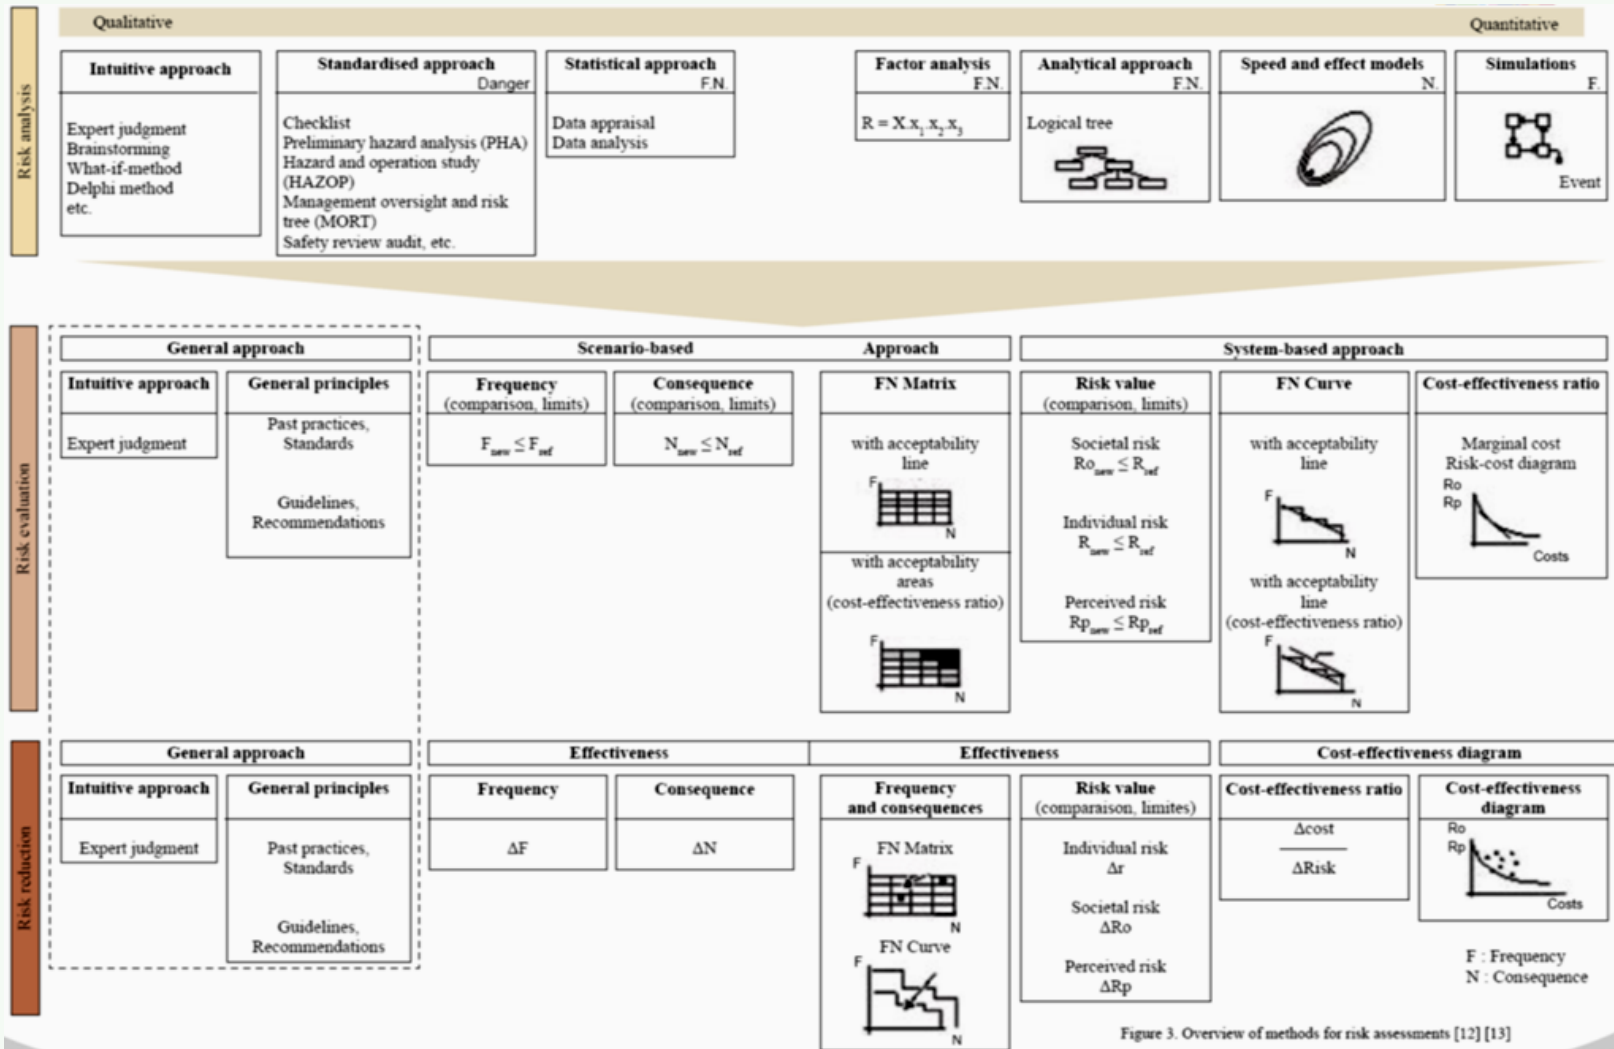 Qualitative
Quantitative
Risk analysis
Intuitive approach
Expert judgment
Brainstorming
What-if-method
Delphi method
etc.
Standardised approach
Danger
Checklist
Preliminary hazard analysis (PHA)
Hazard and operation study
(HAZOP)
Management oversight and risk
tree (MORT)
Safety review audit, etc.
Statistical approach
F.N.
Data appraisal
Data analysis
Factor analysis
F.N.
R = X.x₁.x₂.x₃
Analytical approach
F.N.
Logical tree
Speed and effect models
N.
Simulations
F.
Event
Risk evaluation
General approach
Intuitive approach
Expert judgment
General principles
Past practices,
Standards
Guidelines,
Recommendations
Scenario-based Approach
Frequency
(comparison, limits)
Fnew ≤ Fref
Consequence
(comparison, limits)
Nnew ≤ Nref
FN Matrix
with acceptability
line
F
N
with acceptability
areas
(cost-effectiveness ratio)
F
N
System-based approach
Risk value
(comparison, limits)
Societal risk
Ronew ≤ Rref
Individual risk
Rnew ≤ Rref
Perceived risk
Rpnew ≤ Rpref
FN Curve
with acceptability
line
F
N
with acceptability
line
(cost-effectiveness ratio)
F
N
Cost-effectiveness ratio
Marginal cost
Risk-cost diagram
Ro
Rp
Costs
Risk reduction
General approach
Intuitive approach
Expert judgment
General principles
Past practices,
Standards
Guidelines,
Recommendations
Effectiveness
Frequency
ΔF
Consequence
ΔN
Effectiveness
Frequency
and consequences
FN Matrix
F
N
FN Curve
F
N
Risk value
(comparaison, limites)
Individual risk
Δr
Societal risk
ΔRo
Perceived risk
ΔRp
Cost-effectiveness diagram
Cost-effectiveness ratio
Δcost
ΔRisk
Cost-effectiveness
diagram
Ro
Rp
Costs
F : Frequency
N : Consequence
Figure 3. Overview of methods for risk assessments [12] [13]